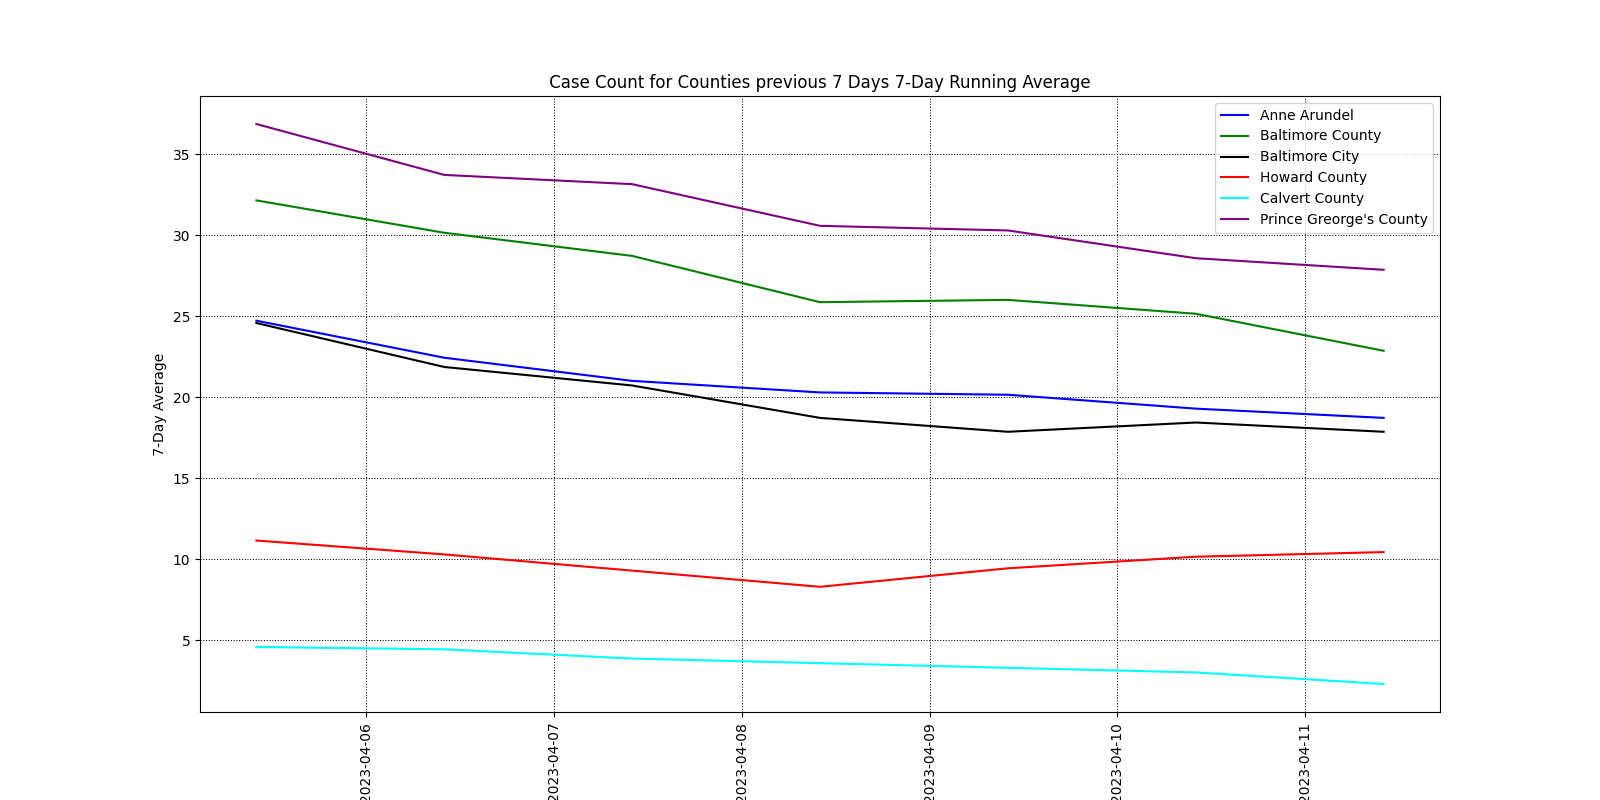 Case Count for Counties previous 7 Days 7-Day Running Average
Anne Arundel
Baltimore County
Baltimore City
Howard County
Calvert County
Prince Greorge's County
7-Day Average
35
30
25
20
15
10
5
2023-04-06
2023-04-07
2023-04-08
2023-04-09
2023-04-10
2023-04-11